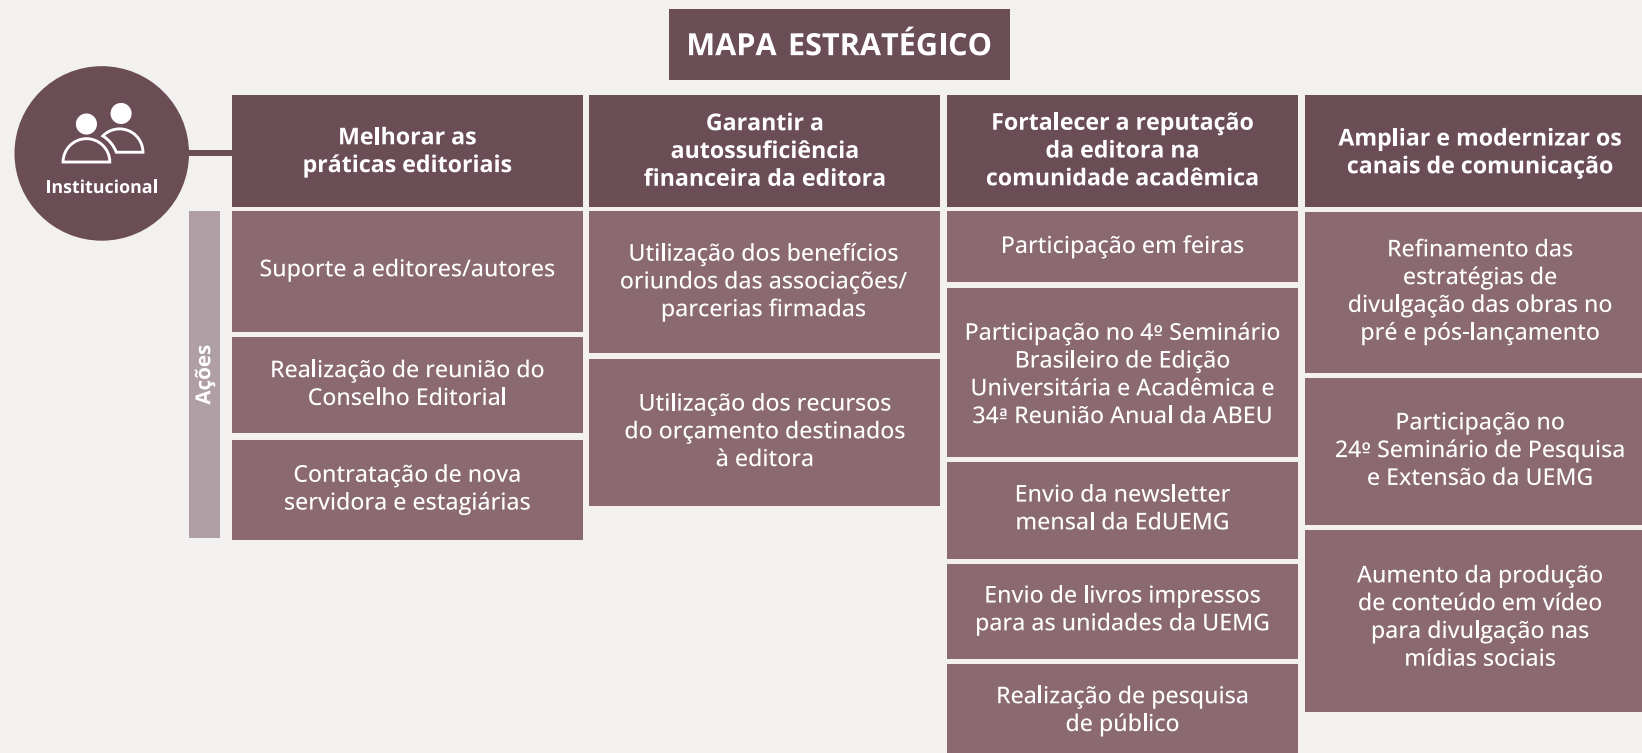 MAPA ESTRATÉGICO
Institucional
Ações
Melhorar as
práticas editoriais
Suporte a editores/autores
Realização de reunião do
Conselho Editorial
Contratação de nova
servidora e estagiárias
Garantir a
autossuficiência
financeira da editora
Utilização dos benefícios
oriundos das associações/
parcerias firmadas
Utilização dos recursos
do orçamento destinados
à editora
Fortalecer a reputação
da editora na
comunidade acadêmica
Participação em feiras
Participação no 4º Seminário
Brasileiro de Edição
Universitária e Acadêmica e
34ª Reunião Anual da ABEU
Envio da newsletter
mensal da EdUEMG
Envio de livros impressos
para as unidades da UEMG
Realização de pesquisa
de público
Ampliar e modernizar os
canais de comunicação
Refinamento das
estratégias de
divulgação das obras no
pré e pós-lançamento
Participação no
24º Seminário de Pesquisa
e Extensão da UEMG
Aumento da produção
de conteúdo em vídeo
para divulgação nas
mídias sociais